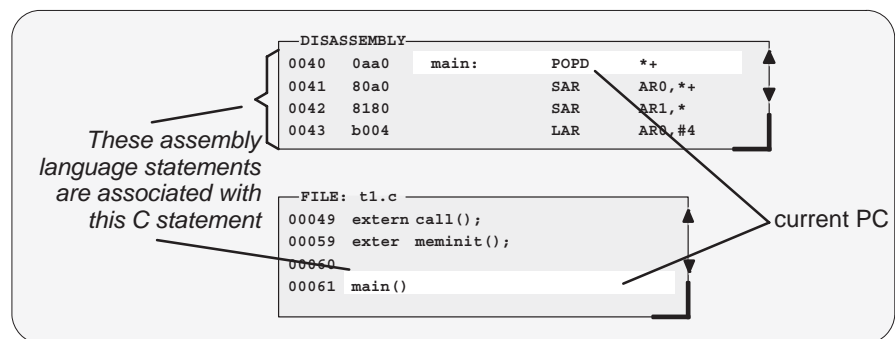 DISASSEMBLY
0040 0aa0 main: POPD *+
0041 80a0 SAR AR0,*+
0042 8180 SAR AR1,*
0043 b004 LAR AR0,#4
These assembly
language statements
are associated with
this C statement
FILE: t1.c
00049 extern call();
00059 exter meminit();
00060
00061 main()
current PC